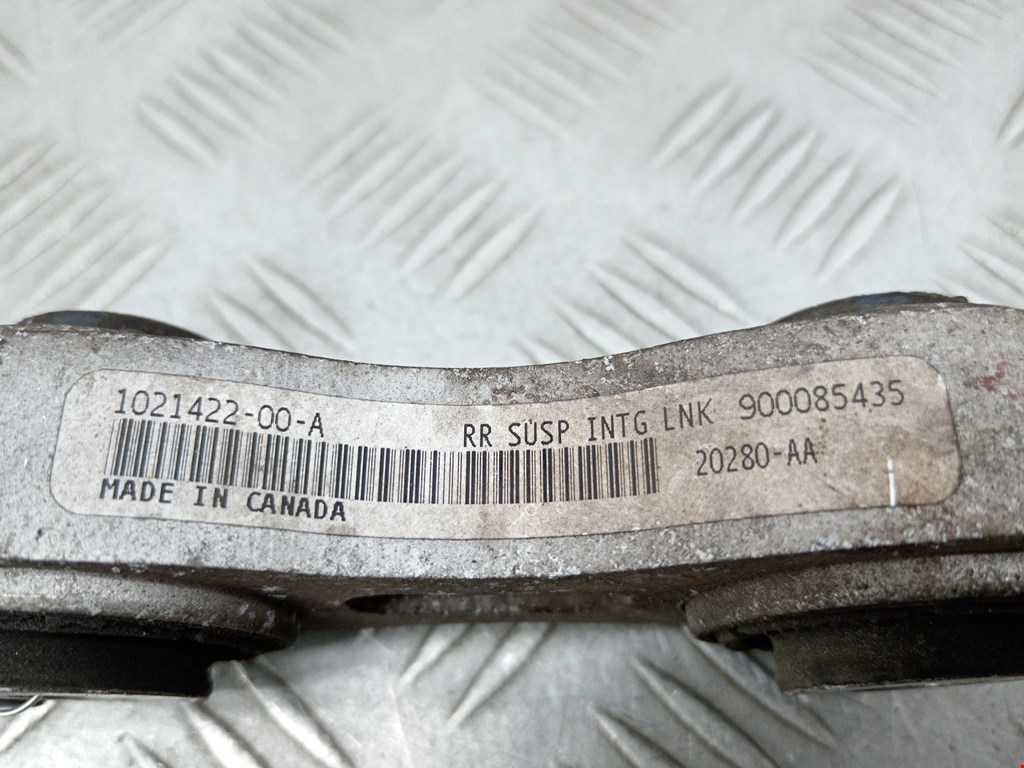 1021422-00-A RR SUSP INTG LNK 900085435
20280-AA
MADE IN CANADA